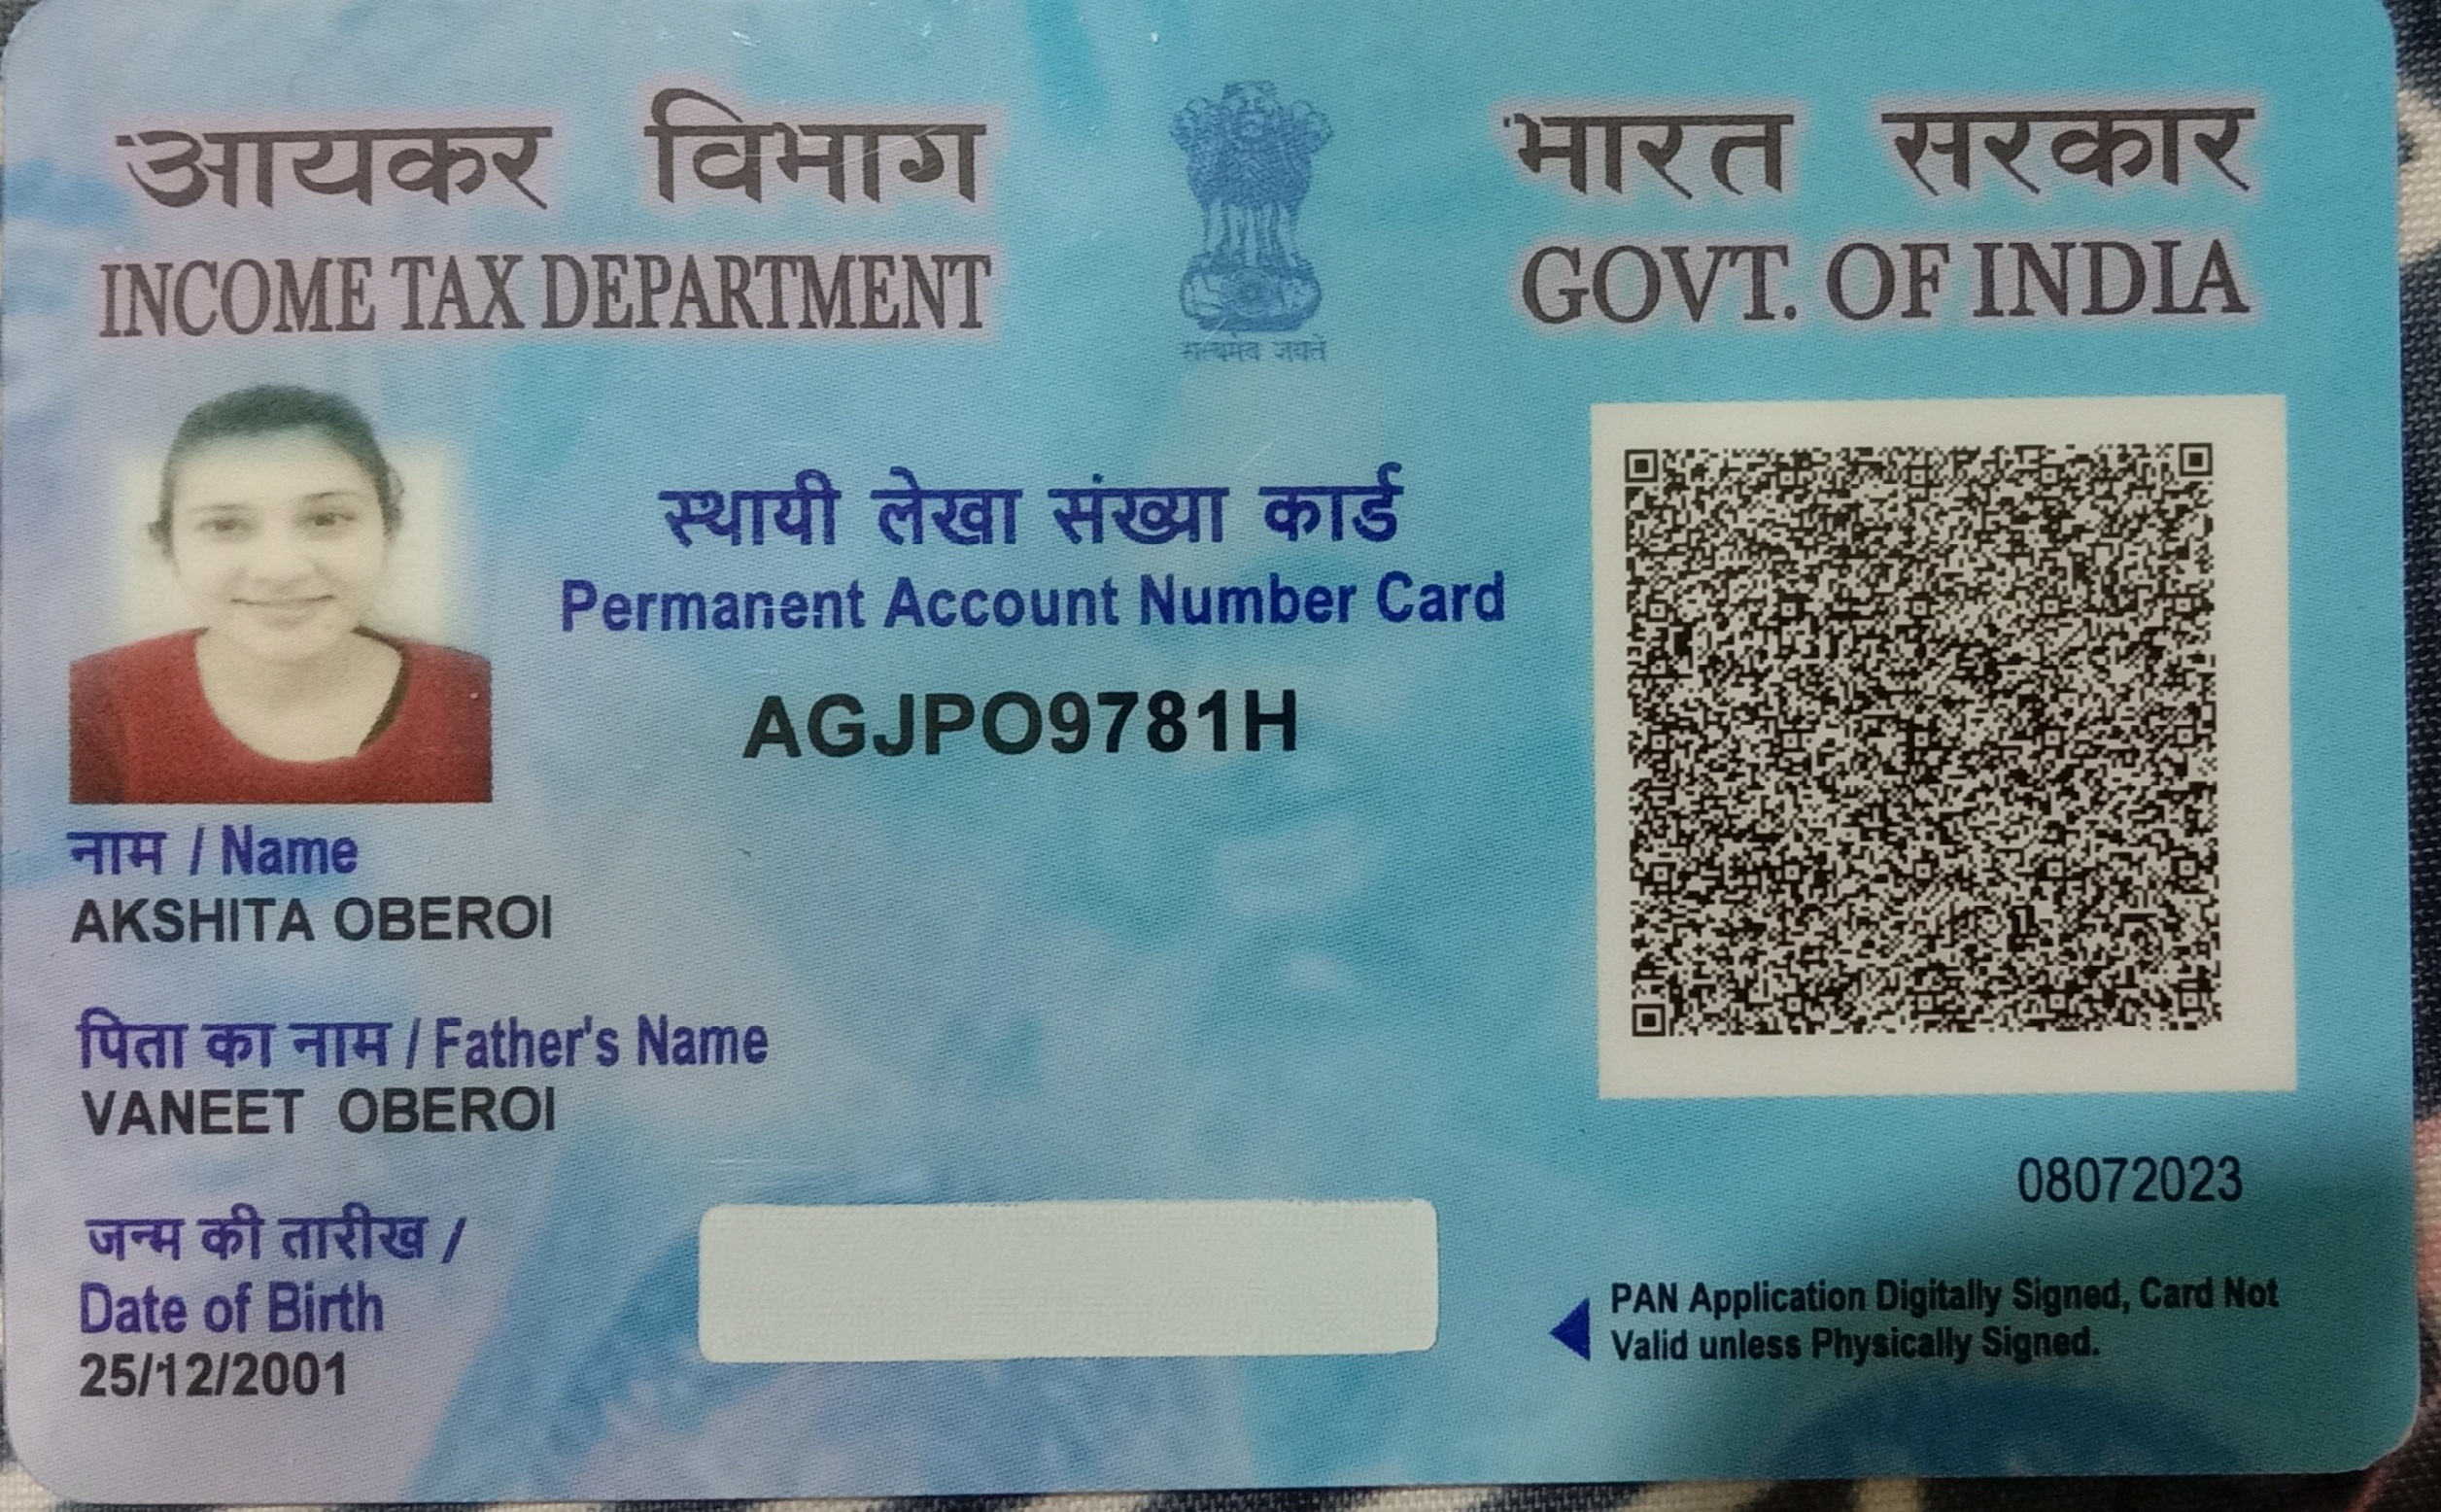 आयकर विभाग
INCOME TAX DEPARTMENT
सत्यमेव जयते
भारत सरकार
GOVT. OF INDIA
स्थायी लेखा संख्या कार्ड
Permanent Account Number Card
AGJPO9781H
नाम / Name
AKSHITA OBEROI
पिता का नाम / Father's Name
VANEET OBEROI
जन्म की तारीख /
Date of Birth
25/12/2001
08072023
PAN Application Digitally Signed, Card Not
Valid unless Physically Signed.